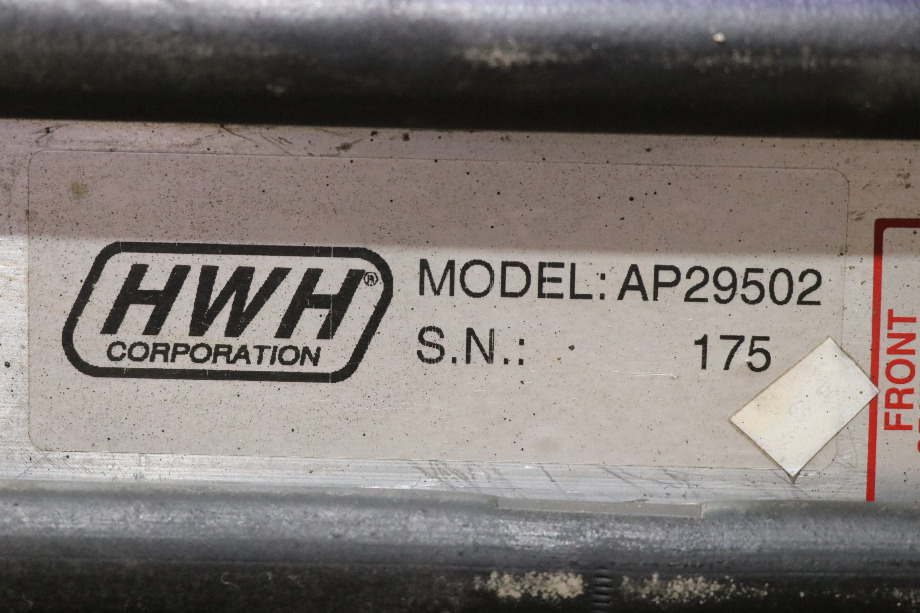 HWH®
CORPORATION
MODEL: AP29502
S.N.: 175
FRONT